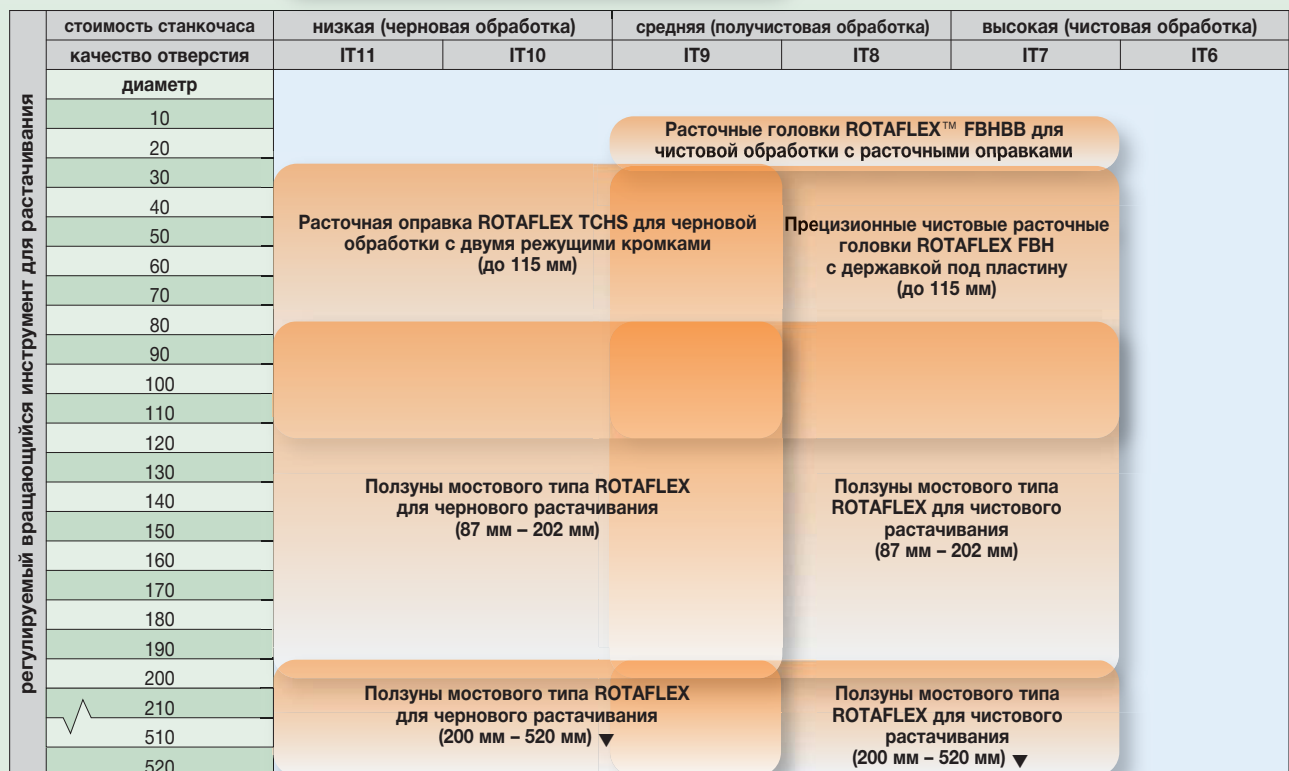 стоимость станкочаса
низкая (черновая обработка)
средняя (получистовая обработка)
высокая (чистовая обработка)
качество отверстия
IT11
IT10
IT9
IT8
IT7
IT6
регулируемый вращающийся инструмент для растачивания
диаметр
10
20
30
40
50
60
70
80
90
100
110
120
130
140
150
160
170
180
190
200
210
510
520
Расточные головки ROTAFLEX™ FBHBB для
чистовой обработки с расточными оправками
Расточная оправка ROTAFLEX TCHS для черновой
обработки с двумя режущими кромками
(до 115 мм)
Прецизионные чистовые расточные
головки ROTAFLEX FBH
с державкой под пластину
(до 115 мм)
Ползуны мостового типа ROTAFLEX
для чернового растачивания
(87 мм – 202 мм)
Ползуны мостового типа
ROTAFLEX для чистового
растачивания
(87 мм – 202 мм)
Ползуны мостового типа ROTAFLEX
для чернового растачивания
(200 мм – 520 мм) ▼
Ползуны мостового типа
ROTAFLEX для чистового
растачивания
(200 мм – 520 мм) ▼